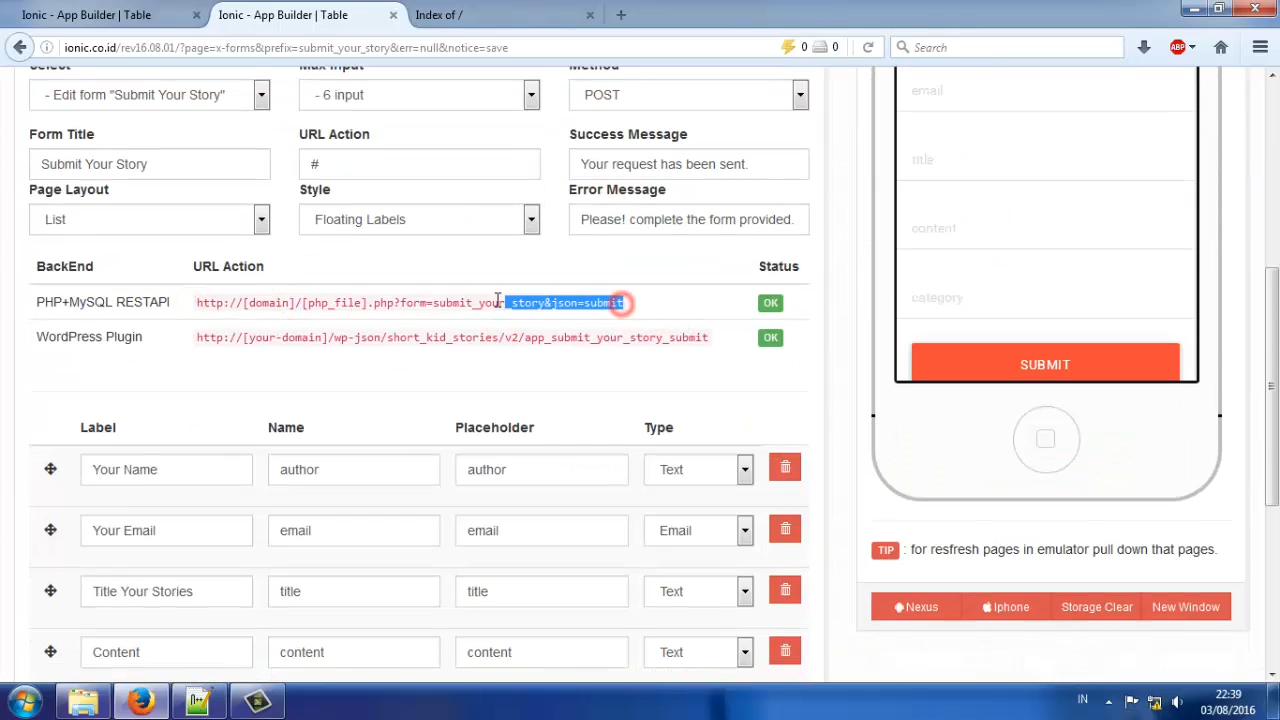 Ionic - App Builder | Table
Ionic - App Builder | Table
Index of /
ionic.co.id/rev16.08.01/?page=x-forms&prefix=submit_your_story&err=null&notice=save
0
0
Search
ABP
Select
Max Input
Method
- Edit form "Submit Your Story"
- 6 input
POST
Form Title
URL Action
Success Message
Submit Your Story
#
Your request has been sent.
Page Layout
Style
Error Message
List
Floating Labels
Please! complete the form provided.
BackEnd
URL Action
Status
PHP+MySQL RESTAPI
http://[domain]/[php_file].php?form=submit_your_story&json=submit
OK
WordPress Plugin
http://[your-domain]/wp-json/short_kid_stories/v2/app_submit_your_story_submit
OK
Label
Name
Placeholder
Type
Your Name
author
author
Text
Your Email
email
email
Email
Title Your Stories
title
title
Text
Content
content
content
Text
email
title
content
category
SUBMIT
TIP : for resfresh pages in emulator pull down that pages.
Nexus
Iphone
Storage Clear
New Window
IN
22:39
03/08/2016